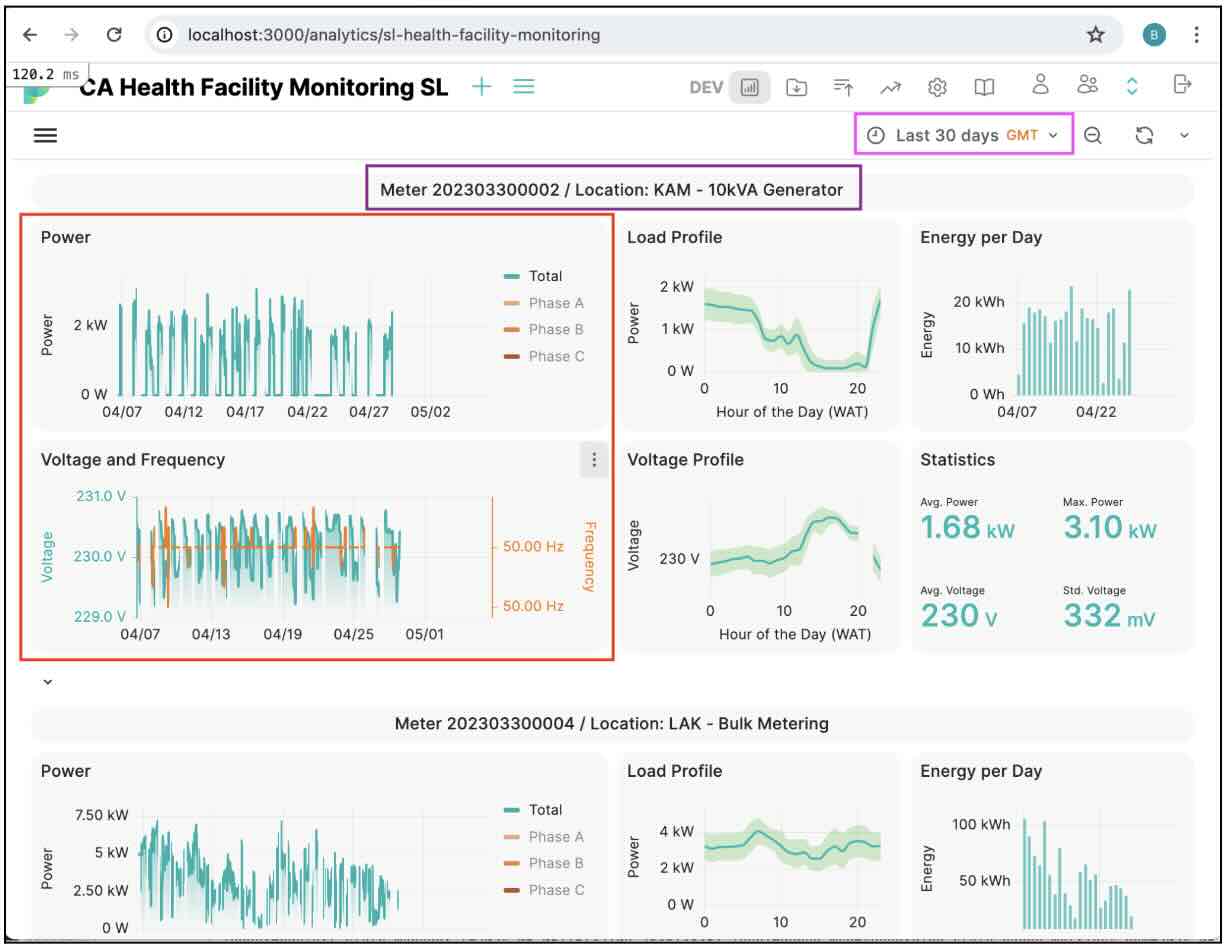 localhost:3000/analytics/sl-health-facility-monitoring
B
120.2 ms
CA Health Facility Monitoring SL
DEV
Last 30 days GMT
Meter 202303300002 / Location: KAM - 10kVA Generator
Power
Power
2 kW
0 W
04/07 04/12 04/17 04/22 04/27 05/02
Total
Phase A
Phase B
Phase C
Load Profile
Power
2 kW
1 kW
0 W
0 10 20
Hour of the Day (WAT)
Energy per Day
Energy
20 kWh
10 kWh
0 Wh
04/07 04/22
Voltage and Frequency
Voltage
231.0 V
230.0 V
229.0 V
50.00 Hz
50.00 Hz
Frequency
04/07 04/13 04/19 04/25 05/01
Voltage Profile
Voltage
230 V
0 10 20
Hour of the Day (WAT)
Statistics
Avg. Power Max. Power
1.68 kW 3.10 kW
Avg. Voltage Std. Voltage
230 V 332 mV
Meter 202303300004 / Location: LAK - Bulk Metering
Power
Power
7.50 kW
5 kW
2.50 kW
0 W
Total
Phase A
Phase B
Phase C
Load Profile
Power
4 kW
2 kW
0 W
0 10 20
Energy per Day
Energy
100 kWh
50 kWh